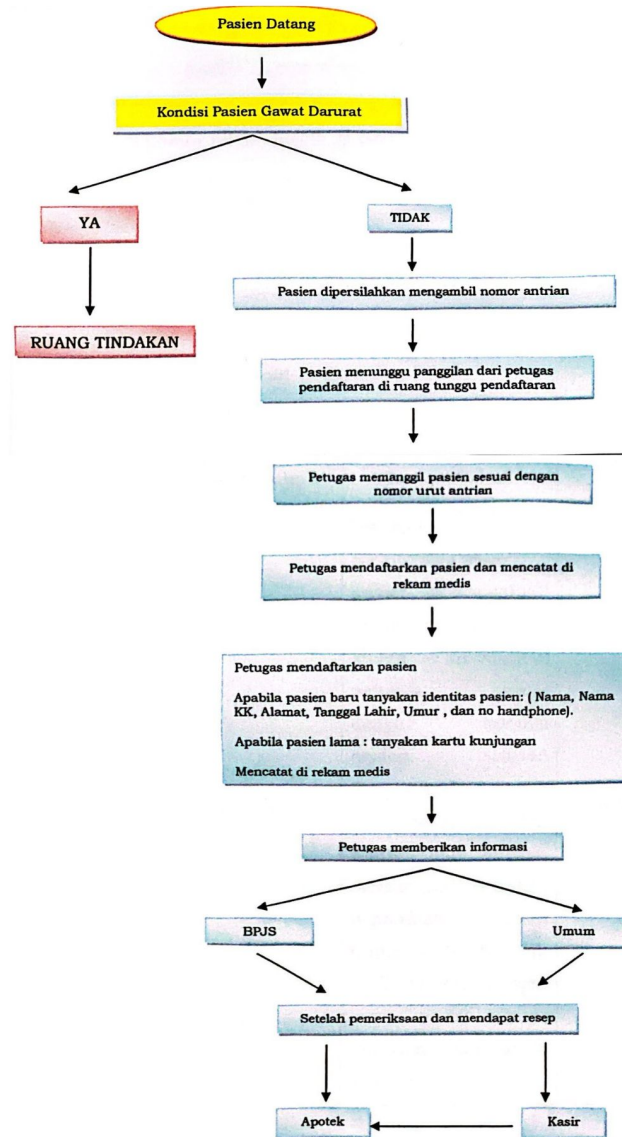 Pasien Datang
Kondisi Pasien Gawat Darurat
YA
TIDAK
Pasien dipersilahkan mengambil nomor antrian
RUANG TINDAKAN
Pasien menunggu panggilan dari petugas
pendaftaran di ruang tunggu pendaftaran
Petugas memanggil pasien sesuai dengan
nomor urut antrian
Petugas mendaftarkan pasien dan mencatat di
rekam medis
Petugas mendaftarkan pasien
Apabila pasien baru tanyakan identitas pasien: ( Nama, Nama
KK, Alamat, Tanggal Lahir, Umur , dan no handphone).
Apabila pasien lama : tanyakan kartu kunjungan
Mencatat di rekam medis
Petugas memberikan informasi
BPJS
Umum
Setelah pemeriksaan dan mendapat resep
Apotek
Kasir